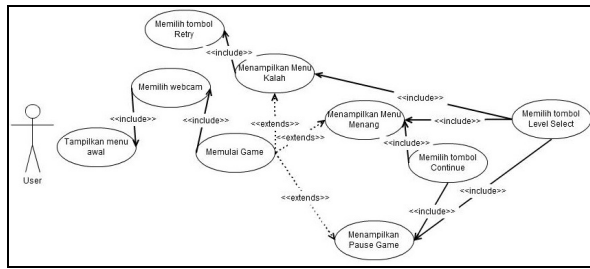 Memilih tombol
Retry
<<include>>
Menampilkan Menu
Kalah
Memilih webcam
<<include>>
<<include>>
<<include>>
<<extends>>
Menampilkan Menu
Menang
<<include>>
Memilih tombol
Level Select
<<extends>>
Tampilkan menu
awal
Memulai Game
<<include>>
Memilih tombol
Continue
User
<<extends>>
<<include>>
<<include>>
Menampilkan
Pause Game